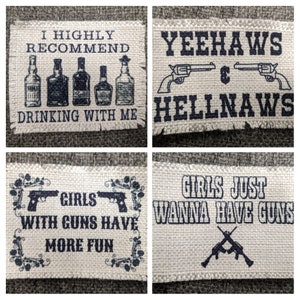 I HIGHLY
RECOMMEND
DRINKING WITH ME
YEEHAWS
&
HELLNAWS
GIRLS
WITH GUNS HAVE
MORE FUN
GIRLS JUST
WANNA HAVE GUNS